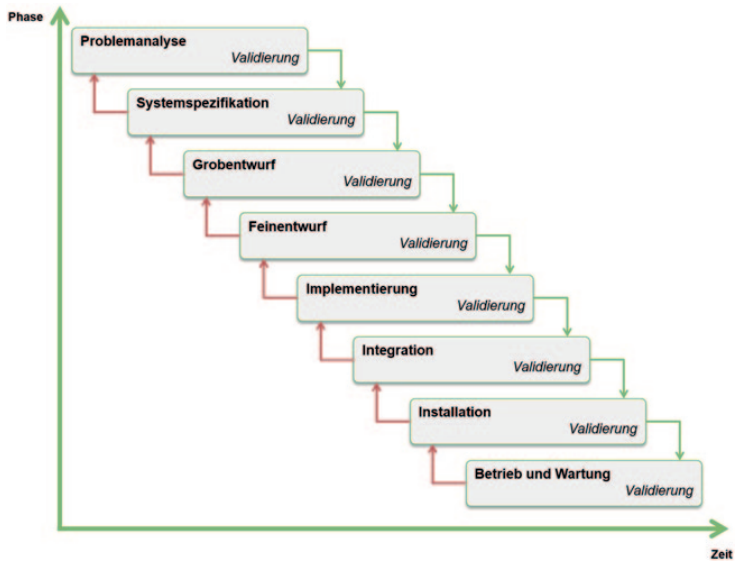 Phase
Problemanalyse
Validierung
Systemspezifikation
Validierung
Grobentwurf
Validierung
Feinentwurf
Validierung
Implementierung
Validierung
Integration
Validierung
Installation
Validierung
Betrieb und Wartung
Validierung
Zeit